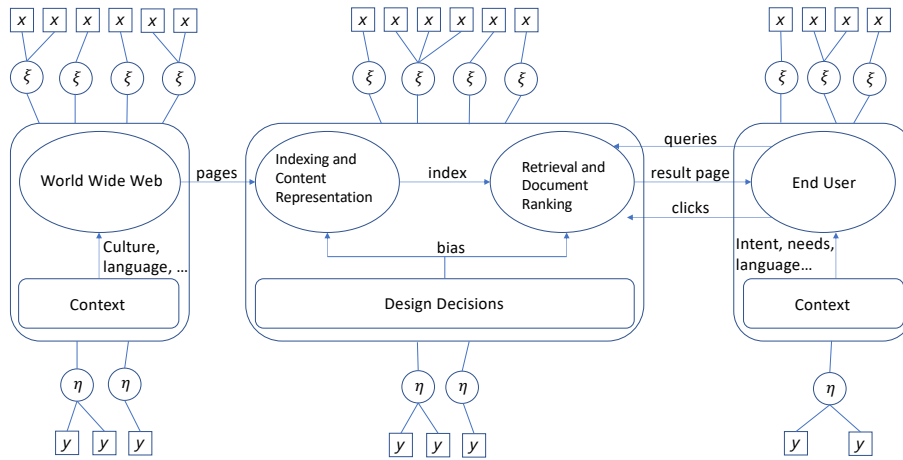 x x x x x x
x x x x x x
x x x x
ξ ξ ξ ξ
ξ ξ ξ ξ
ξ ξ ξ
World Wide Web
pages
Indexing and
Content
Representation
index
Retrieval and
Document
Ranking
queries
result page
clicks
End User
Culture,
language, ...
bias
Intent, needs,
language...
Context
Design Decisions
Context
η η
η η
η
y y y
y y y
y y